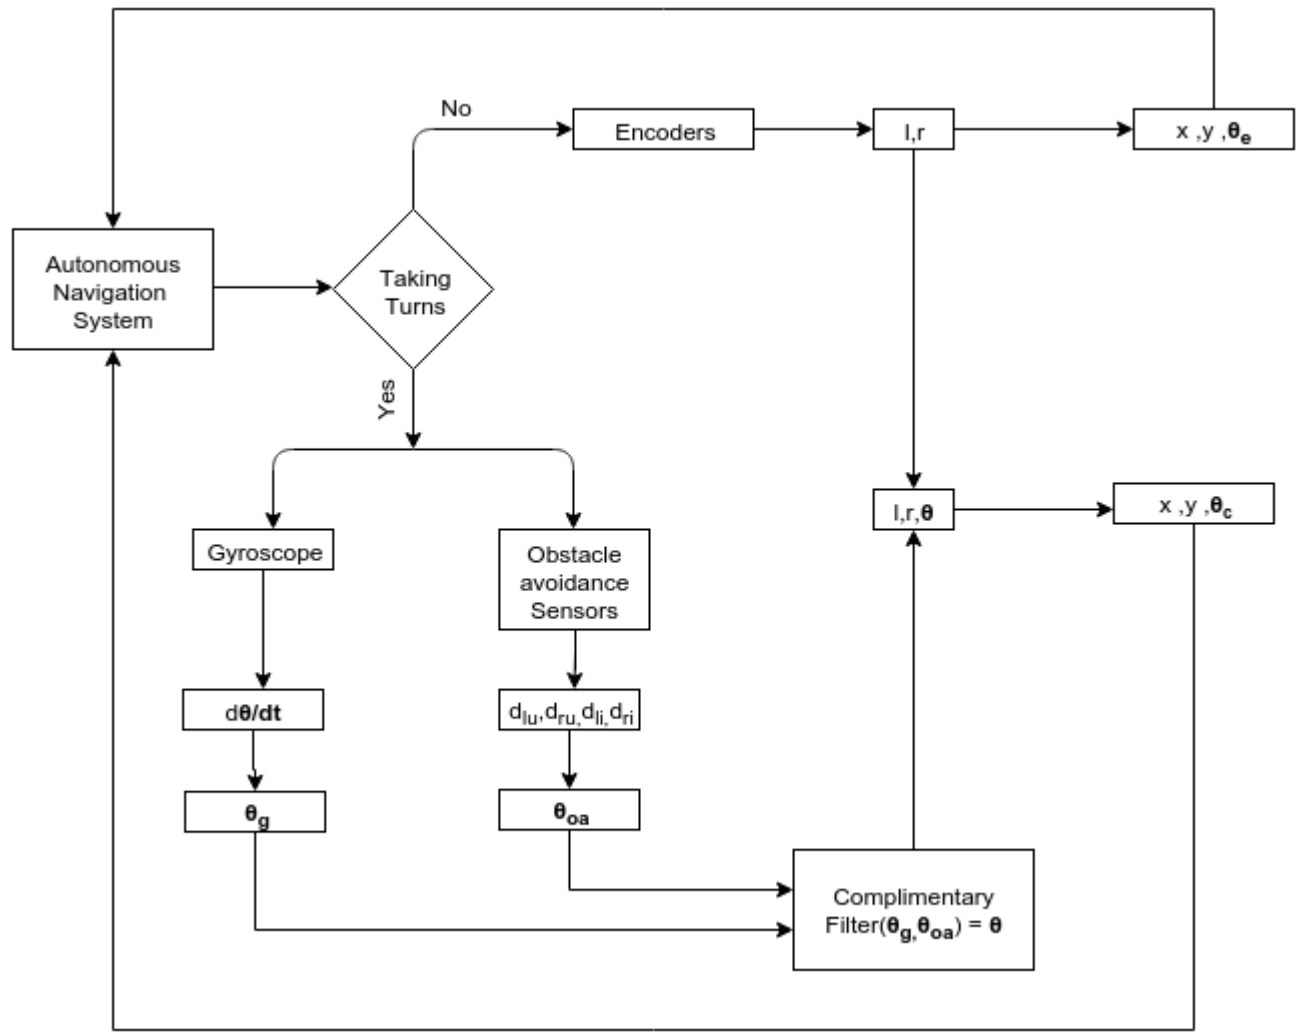 No
Encoders
l,r
x ,y ,θe
Autonomous
Navigation
System
Taking
Turns
Yes
l,r,θ
x ,y ,θc
Gyroscope
Obstacle
avoidance
Sensors
dθ/dt
dlu,dru,dli,dri
θg
θoa
Complimentary
Filter(θg,θoa) = θ